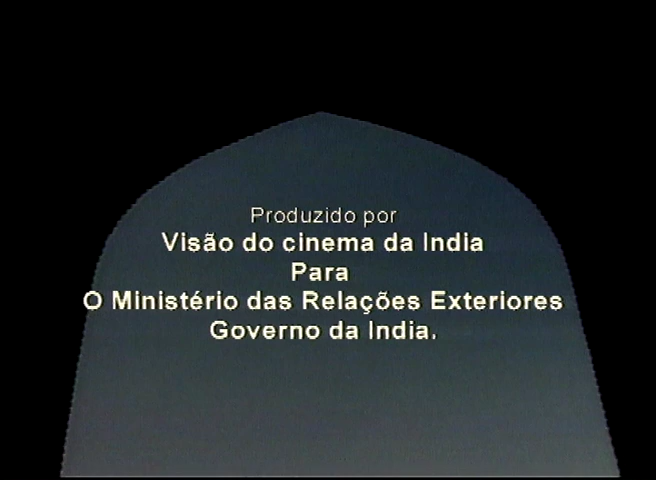 Produzido por
Visão do cinema da India
Para
O Ministério das Relações Exteriores
Governo da India.